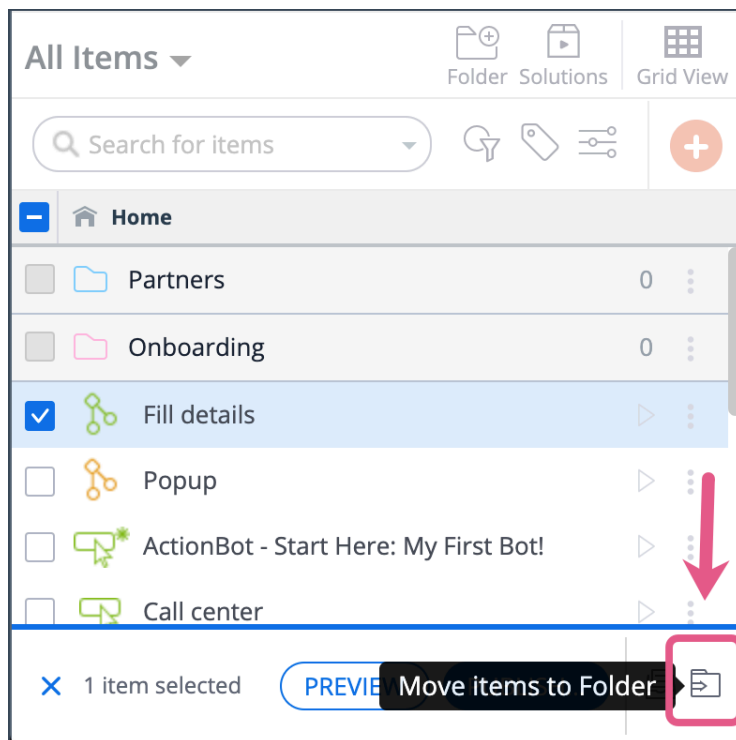 All Items
Folder Solutions Grid View
Search for items
Home
Partners 0
Onboarding 0
Fill details
Popup
ActionBot - Start Here: My First Bot!
Call center
1 item selected
Move items to Folder